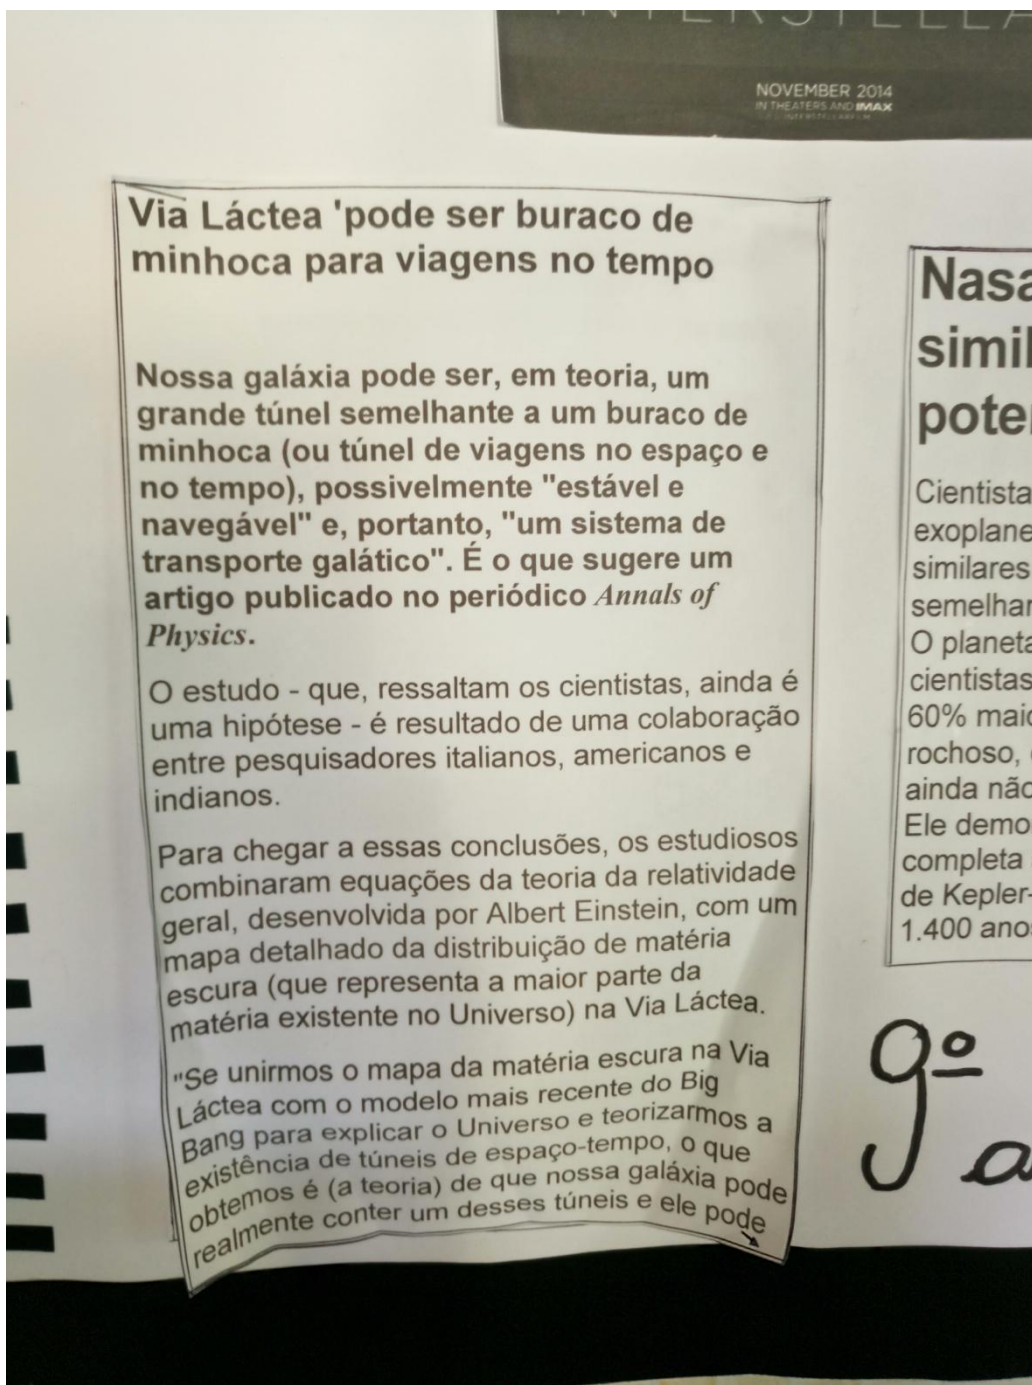 NOVEMBER 2014
IN THEATERS AND IMAX
Via Láctea 'pode ser buraco de
minhoca para viagens no tempo
Nossa galáxia pode ser, em teoria, um
grande túnel semelhante a um buraco de
minhoca (ou túnel de viagens no espaço e
no tempo), possivelmente "estável e
navegável" e, portanto, "um sistema de
transporte galático". É o que sugere um
artigo publicado no periódico Annals of
Physics.
O estudo - que, ressaltam os cientistas, ainda é
uma hipótese - é resultado de uma colaboração
entre pesquisadores italianos, americanos e
indianos.
Para chegar a essas conclusões, os estudiosos
combinaram equações da teoria da relatividade
geral, desenvolvida por Albert Einstein, com um
mapa detalhado da distribuição de matéria
escura (que representa a maior parte da
matéria existente no Universo) na Via Láctea.
"Se unirmos o mapa da matéria escura na Via
Láctea com o modelo mais recente do Big
Bang para explicar o Universo e teorizarmos a
existência de túneis de espaço-tempo, o que
obtemos é (a teoria) de que nossa galáxia pode
realmente conter um desses túneis e ele pode
Nasa
simil
pote
Cientista
exoplane
similares
semelhar
O planeta
cientistas
60% maio
rochoso,
ainda não
Ele demo
completa
de Kepler-
1.400 ano
9º
a